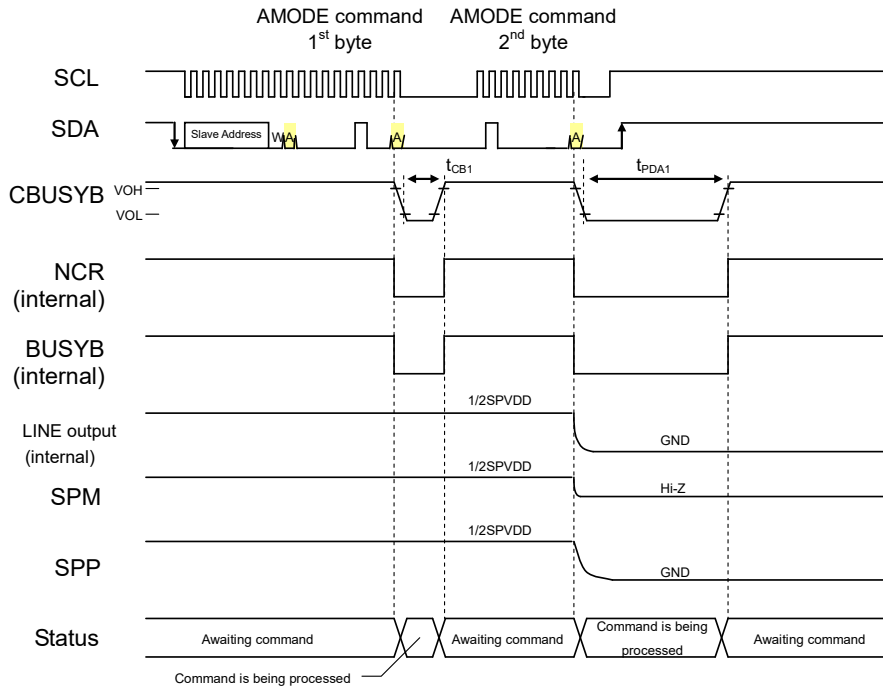 AMODE command
1st byte
AMODE command
2nd byte
SCL
SDA
Slave Address
W
A
A
A
tCB1
tPDA1
CBUSYB
VOH
VOL
NCR
(internal)
BUSYB
(internal)
1/2SPVDD
LINE output
(internal)
GND
1/2SPVDD
SPM
Hi-Z
1/2SPVDD
SPP
GND
Status
Awaiting command
Awaiting command
Command is being
processed
Awaiting command
Command is being processed